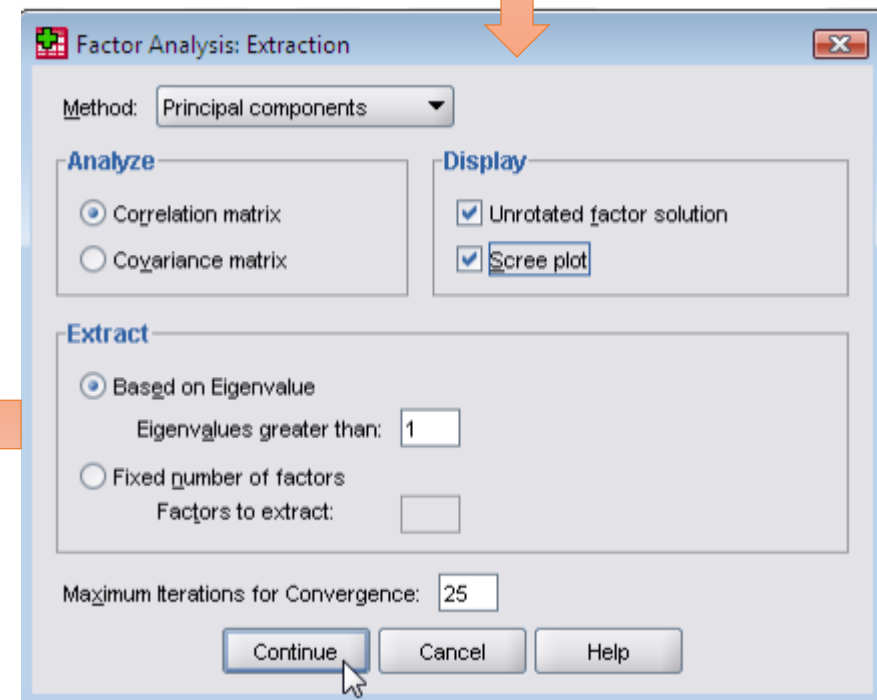 Factor Analysis: Extraction
Method: Principal components
Analyze
Correlation matrix
Covariance matrix
Display
Unrotated factor solution
Scree plot
Extract
Based on Eigenvalue
Eigenvalues greater than: 1
Fixed number of factors
Factors to extract:
Maximum Iterations for Convergence: 25
Continue Cancel Help